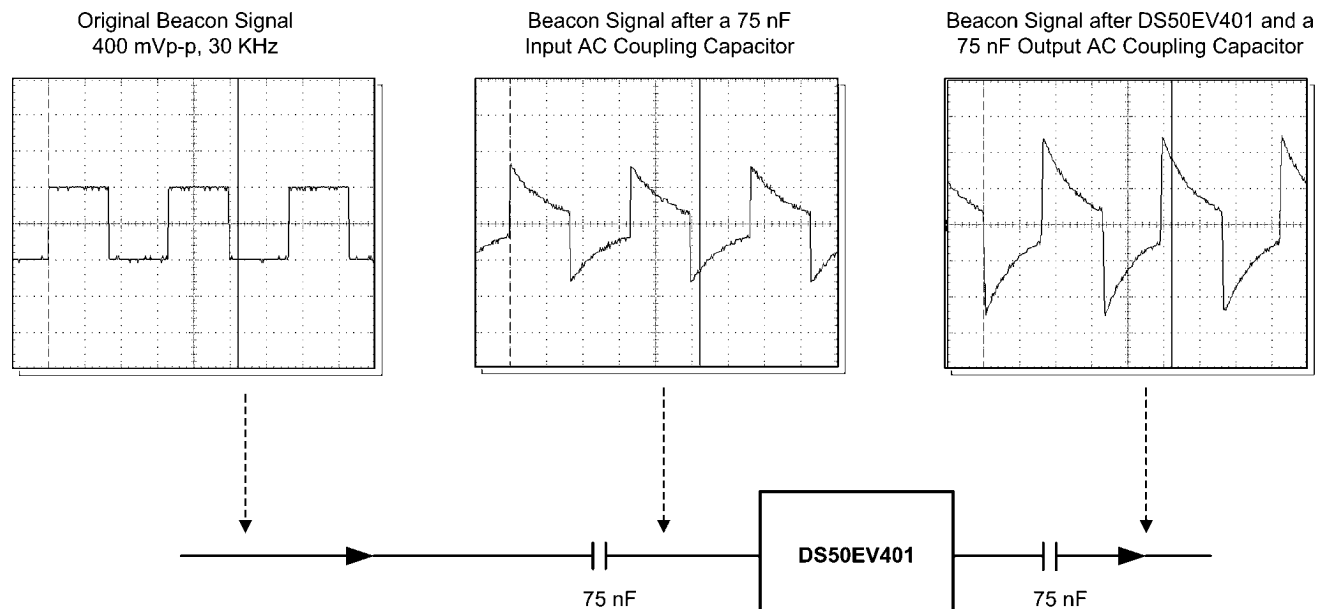 Original Beacon Signal
400 mVp-p, 30 KHz
Beacon Signal after a 75 nF
Input AC Coupling Capacitor
Beacon Signal after DS50EV401 and a
75 nF Output AC Coupling Capacitor
DS50EV401
75 nF
75 nF